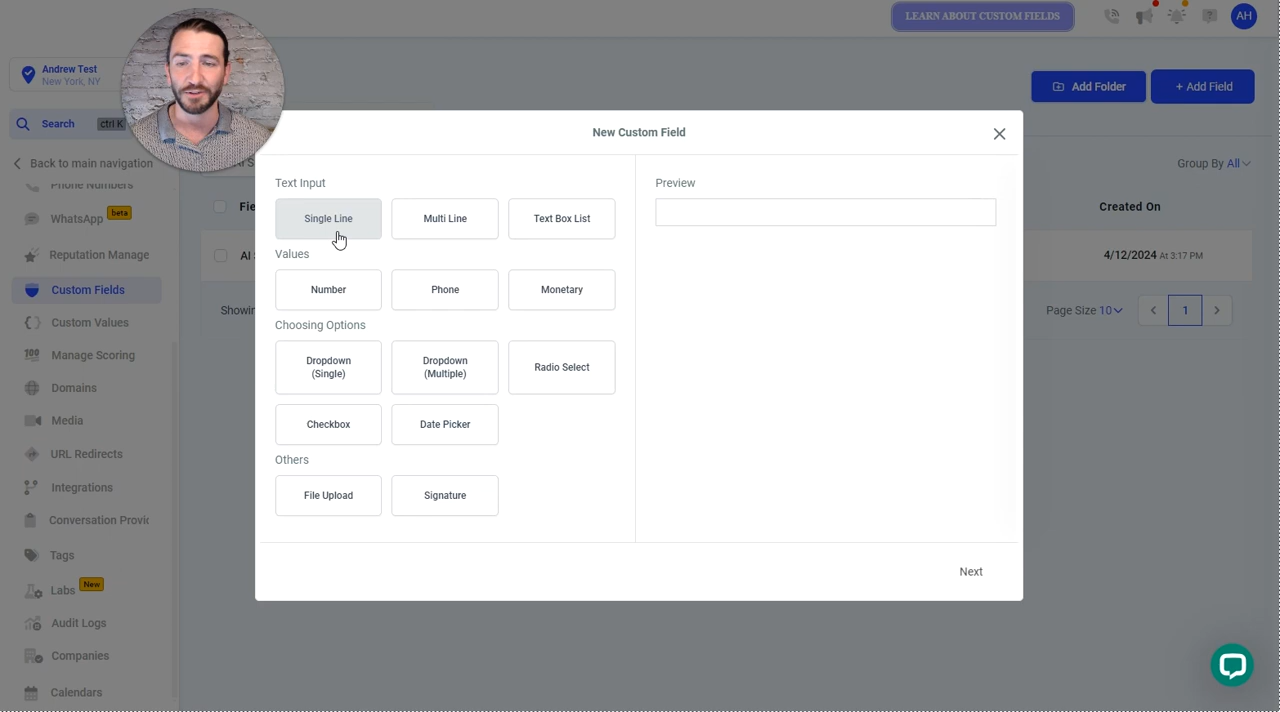 LEARN ABOUT CUSTOM FIELDS
AH
Andrew Test
New York, NY
Add Folder
+ Add Field
Search
ctrl K
New Custom Field
Back to main navigation
Group By All
Phone Numbers
Text Input
Preview
WhatsApp
beta
Single Line
Multi Line
Text Box List
Fie
Created On
Reputation Manage
Values
AI S
4/12/2024 At 3:17 PM
Custom Fields
Number
Phone
Monetary
Showin
Page Size 10
1
Custom Values
Choosing Options
Manage Scoring
Dropdown
(Single)
Dropdown
(Multiple)
Radio Select
Domains
Media
Checkbox
Date Picker
URL Redirects
Others
Integrations
File Upload
Signature
Conversation Provid
Tags
Labs
New
Next
Audit Logs
Companies
Calendars